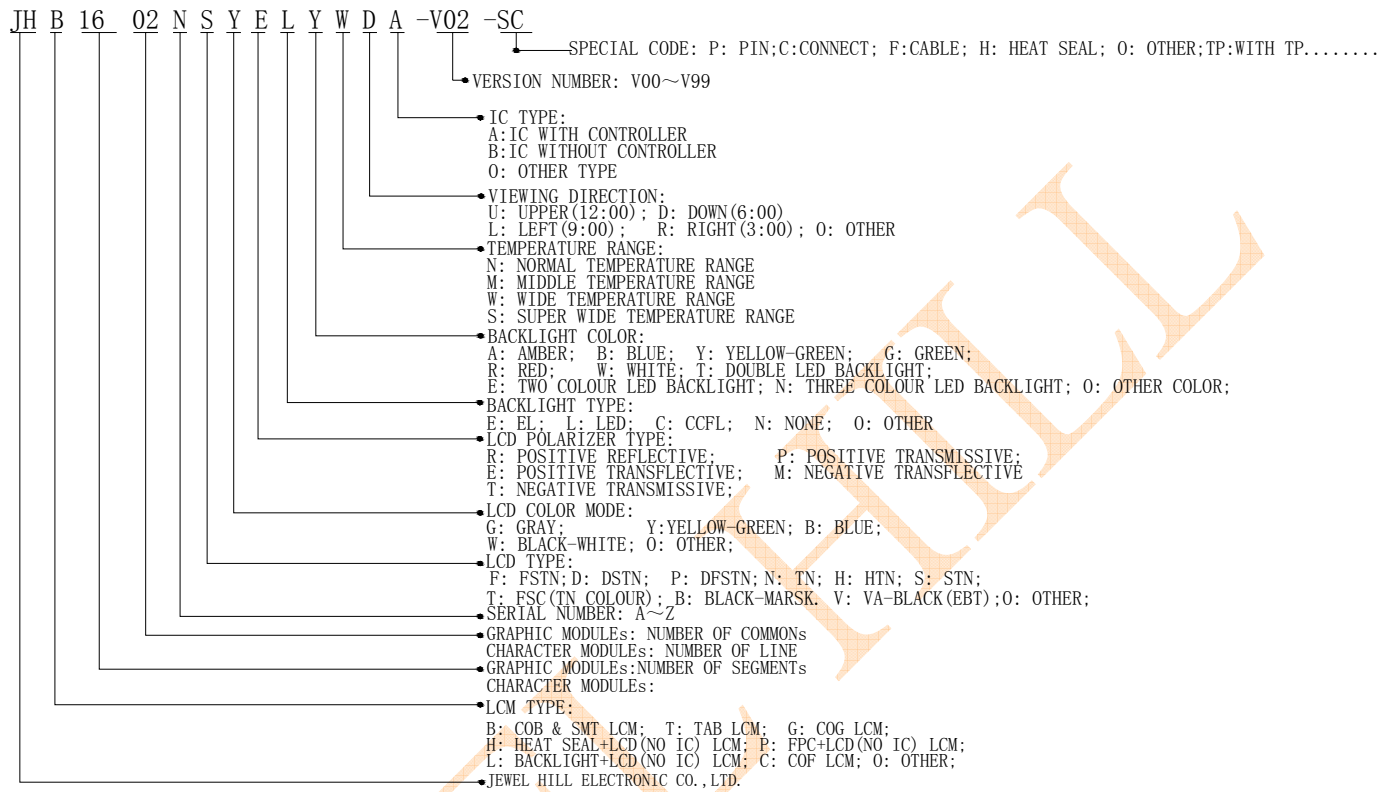 JH B 16 02 N S Y E L Y W D A -V02 -SC
SPECIAL CODE: P: PIN;C:CONNECT; F:CABLE; H: HEAT SEAL; O: OTHER;TP:WITH TP........
VERSION NUMBER: V00～V99
IC TYPE:
A:IC WITH CONTROLLER
B:IC WITHOUT CONTROLLER
O: OTHER TYPE
VIEWING DIRECTION:
U: UPPER(12:00); D: DOWN(6:00)
L: LEFT(9:00); R: RIGHT(3:00); O: OTHER
TEMPERATURE RANGE:
N: NORMAL TEMPERATURE RANGE
M: MIDDLE TEMPERATURE RANGE
W: WIDE TEMPERATURE RANGE
S: SUPER WIDE TEMPERATURE RANGE
BACKLIGHT COLOR:
A: AMBER; B: BLUE; Y: YELLOW-GREEN; G: GREEN;
R: RED; W: WHITE; T: DOUBLE LED BACKLIGHT;
E: TWO COLOUR LED BACKLIGHT; N: THREE COLOUR LED BACKLIGHT; O: OTHER COLOR;
BACKLIGHT TYPE:
E: EL; L: LED; C: CCFL; N: NONE; O: OTHER
LCD POLARIZER TYPE:
R: POSITIVE REFLECTIVE; P: POSITIVE TRANSMISSIVE;
E: POSITIVE TRANSFLECTIVE; M: NEGATIVE TRANSFLECTIVE
T: NEGATIVE TRANSMISSIVE;
LCD COLOR MODE:
G: GRAY; Y:YELLOW-GREEN; B: BLUE;
W: BLACK-WHITE; O: OTHER;
LCD TYPE:
F: FSTN;D: DSTN; P: DFSTN;N: TN; H: HTN; S: STN;
T: FSC(TN COLOUR); B: BLACK-MARSK. V: VA-BLACK(EBT);O: OTHER;
SERIAL NUMBER: A～Z
GRAPHIC MODULEs: NUMBER OF COMMONs
CHARACTER MODULEs: NUMBER OF LINE
GRAPHIC MODULEs:NUMBER OF SEGMENTs
CHARACTER MODULEs:
LCM TYPE:
B: COB & SMT LCM; T: TAB LCM; G: COG LCM;
H: HEAT SEAL+LCD(NO IC) LCM; P: FPC+LCD(NO IC) LCM;
L: BACKLIGHT+LCD(NO IC) LCM; C: COF LCM; O: OTHER;
JEWEL HILL ELECTRONIC CO.,LTD.
HILL